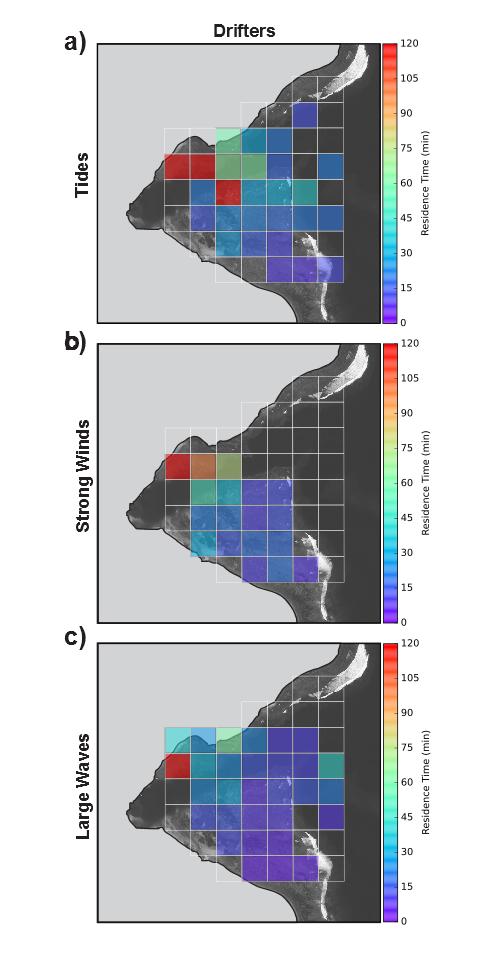 Drifters
a)
Tides
120
105
90
75
60
45
30
15
0
Residence Time (min)
b)
Strong Winds
120
105
90
75
60
45
30
15
0
Residence Time (min)
c)
Large Waves
120
105
90
75
60
45
30
15
0
Residence Time (min)